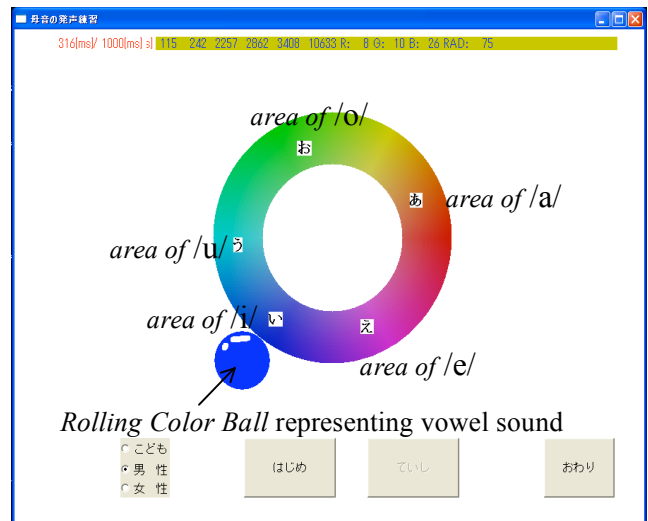 母音の発声練習
316[ms]/ 1000[ms] s] 115 242 2257 2862 3408 10633 R: 8 G: 10 B: 26 RAD: 75
area of /o/
お
あ area of /a/
area of /u/ う
area of /i/ い
え
area of /e/
Rolling Color Ball representing vowel sound
こども
男 性
女 性
はじめ
ていし
おわり